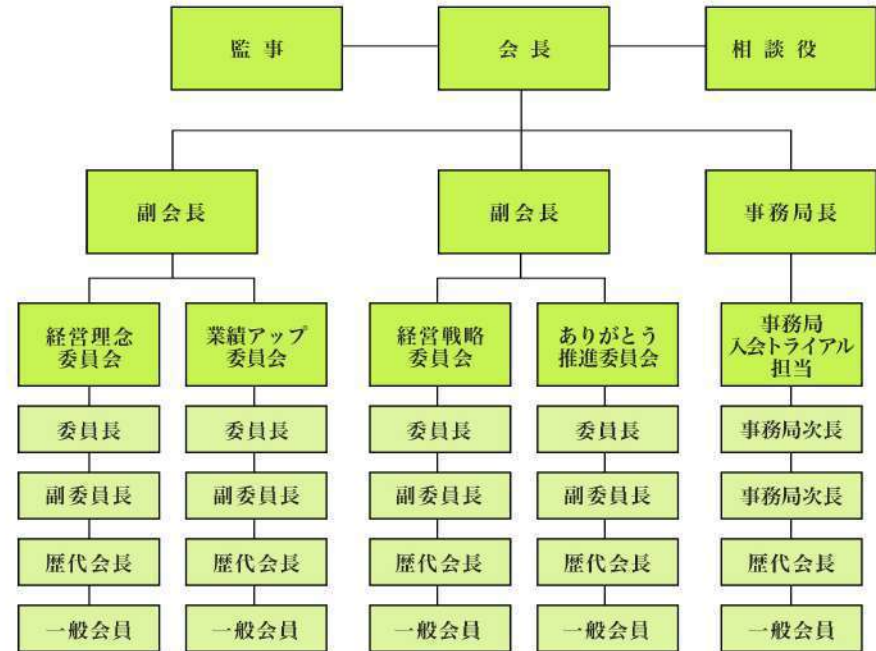 監事
会長
相談役
副会長
副会長
事務局長
経営理念
委員会
業績アップ
委員会
経営戦略
委員会
ありがとう
推進委員会
事務局
入会トライアル
担当
委員長
委員長
委員長
委員長
事務局次長
副委員長
副委員長
副委員長
副委員長
事務局次長
歴代会長
歴代会長
歴代会長
歴代会長
歴代会長
一般会員
一般会員
一般会員
一般会員
一般会員